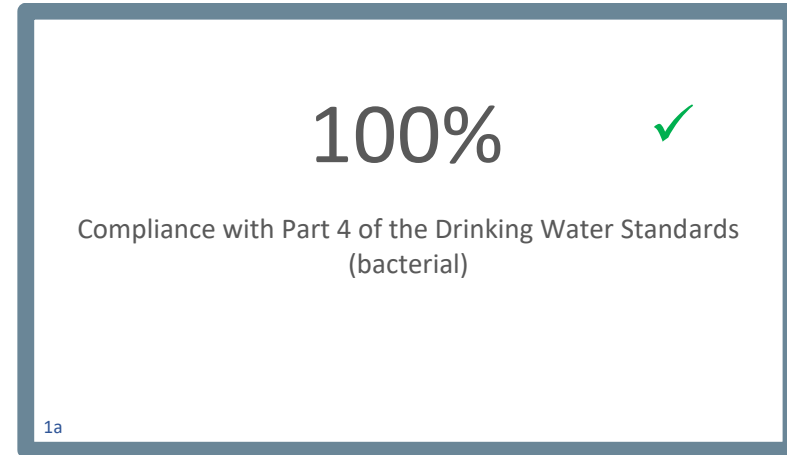 100% ✓
Compliance with Part 4 of the Drinking Water Standards
(bacterial)
1a